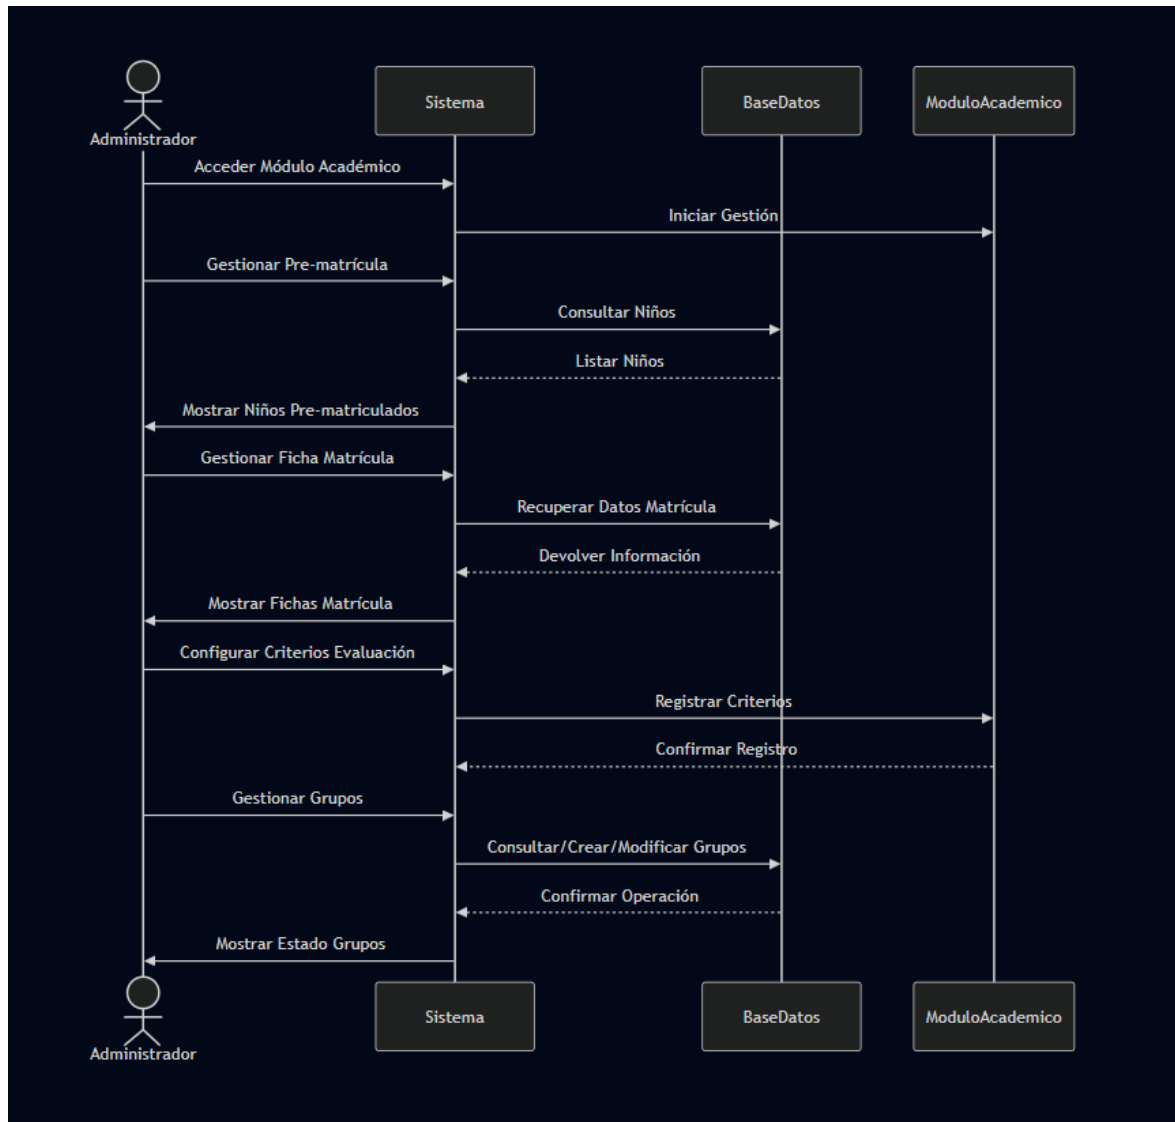 Administrador
Sistema
BaseDatos
ModuloAcademico
Acceder Módulo Académico
Iniciar Gestión
Gestionar Pre-matrícula
Consultar Niños
Listar Niños
Mostrar Niños Pre-matriculados
Gestionar Ficha Matrícula
Recuperar Datos Matrícula
Devolver Información
Mostrar Fichas Matrícula
Configurar Criterios Evaluación
Registrar Criterios
Confirmar Registro
Gestionar Grupos
Consultar/Crear/Modificar Grupos
Confirmar Operación
Mostrar Estado Grupos
Administrador
Sistema
BaseDatos
ModuloAcademico